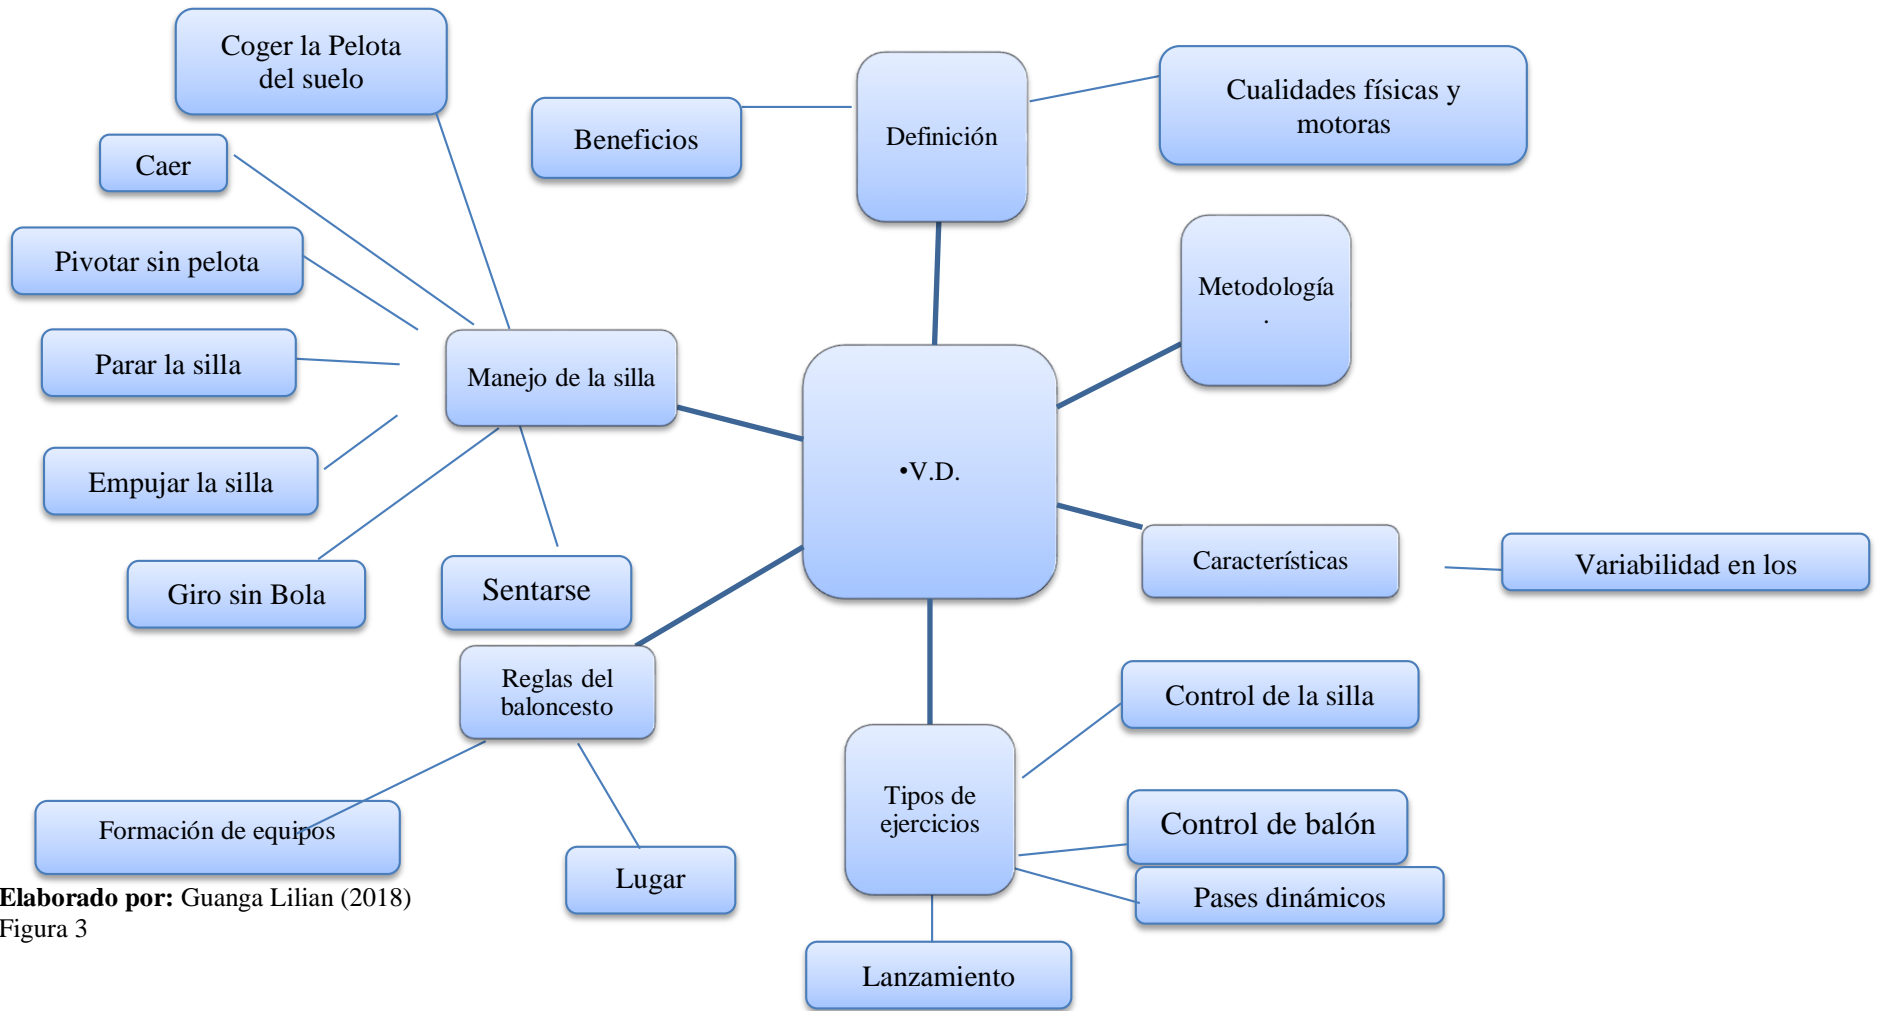 Coger la Pelota
del suelo
Beneficios
Definición
Cualidades físicas y
motoras
Caer
Pivotar sin pelota
Metodología
.
Parar la silla
Manejo de la silla
•V.D.
Empujar la silla
Características
Variabilidad en los
Giro sin Bola
Sentarse
Reglas del
baloncesto
Control de la silla
Tipos de
ejercicios
Control de balón
Formación de equipos
Lugar
Pases dinámicos
Elaborado por: Guanga Lilian (2018)
Figura 3
Lanzamiento